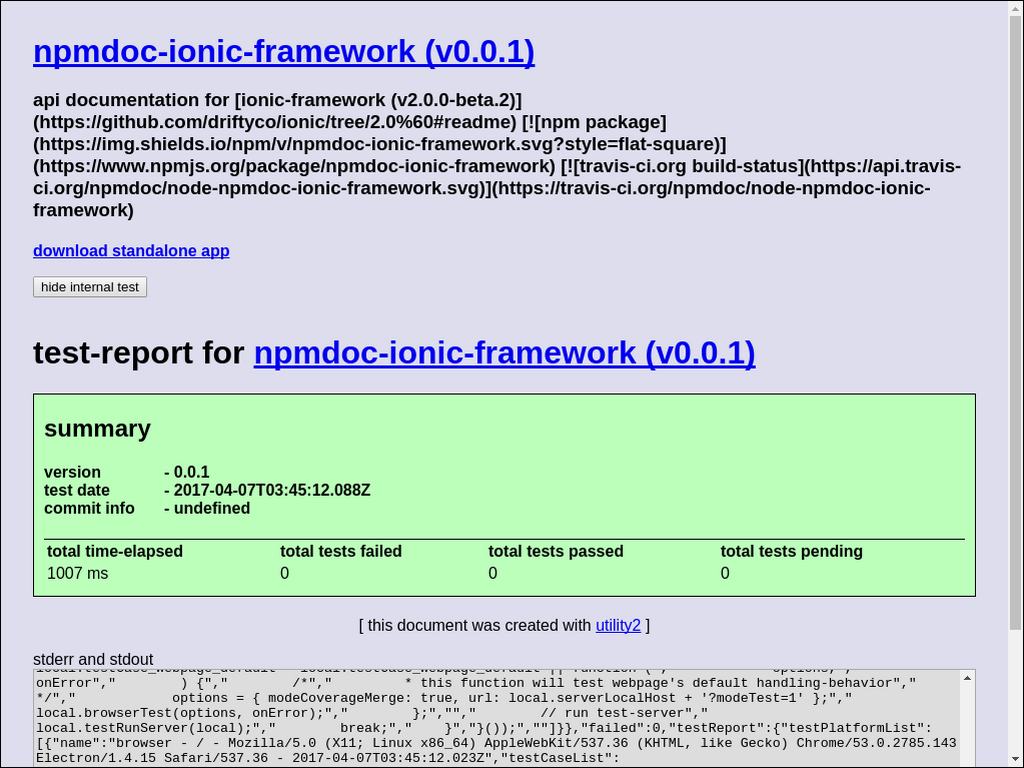 npmdoc-ionic-framework (v0.0.1)
api documentation for [ionic-framework (v2.0.0-beta.2)]
(https://github.com/driftyco/ionic/tree/2.0%60#readme) [![npm package]
(https://img.shields.io/npm/v/npmdoc-ionic-framework.svg?style=flat-square)]
(https://www.npmjs.org/package/npmdoc-ionic-framework) [![travis-ci.org build-status](https://api.travis-
ci.org/npmdoc/node-npmdoc-ionic-framework.svg)](https://travis-ci.org/npmdoc/node-npmdoc-ionic-
framework)
download standalone app
hide internal test
test-report for npmdoc-ionic-framework (v0.0.1)
summary
version - 0.0.1
test date - 2017-04-07T03:45:12.088Z
commit info - undefined
total time-elapsed total tests failed total tests passed total tests pending
1007 ms 0 0 0
[ this document was created with utility2 ]
stderr and stdout
local.testCase_webpage_default = local.testCase_webpage_default || function ("," options,","
onError"," ) {"," /*"," * this function will test webpage's default handling-behavior","
*/"," options = { modeCoverageMerge: true, url: local.serverLocalHost + '?modeTest=1' };","
local.browserTest(options, onError);"," };",""," // run test-server","
local.testRunServer(local);"," break;"," }","}());",""]}},"failed":0,"testReport":{"testPlatformList":
[{"name":"browser - / - Mozilla/5.0 (X11; Linux x86_64) AppleWebKit/537.36 (KHTML, like Gecko) Chrome/53.0.2785.143
Electron/1.4.15 Safari/537.36 - 2017-04-07T03:45:12.023Z","testCaseList":